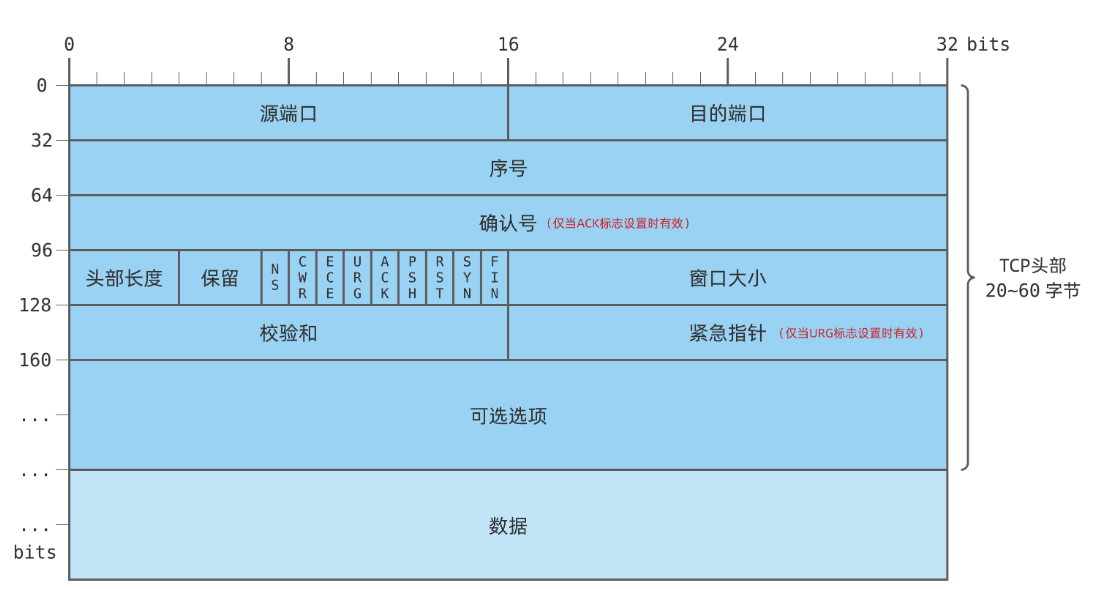 0 8 16 24 32 bits
0 源端口 目的端口
32 序号
64 确认号 (仅当ACK标志设置时有效)
96 头部长度 保留 NS CWR ECE URG ACK PSH RST SYN FIN 窗口大小
TCP头部
20~60 字节
128 校验和 紧急指针 (仅当URG标志设置时有效)
160
... 可选选项
...
... 数据
bits